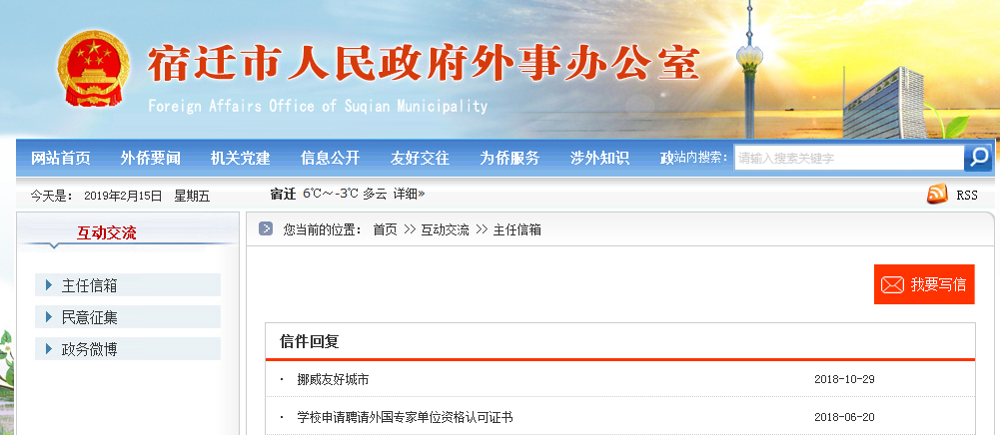 宿迁市人民政府外事办公室
Foreign Affairs Office of Suqian Municipality
网站首页 外侨要闻 机关党建 信息公开 友好交往 为侨服务 涉外知识 政 站内搜索: 请输入搜索关键字
今天是: 2019年2月15日 星期五 宿迁 6℃～-3℃ 多云 详细» RSS
互动交流
您当前的位置: 首页 >> 互动交流 >> 主任信箱
主任信箱
民意征集
政务微博
我要写信
信件回复
· 挪威友好城市 2018-10-29
· 学校申请聘请外国专家单位资格认可证书 2018-06-20